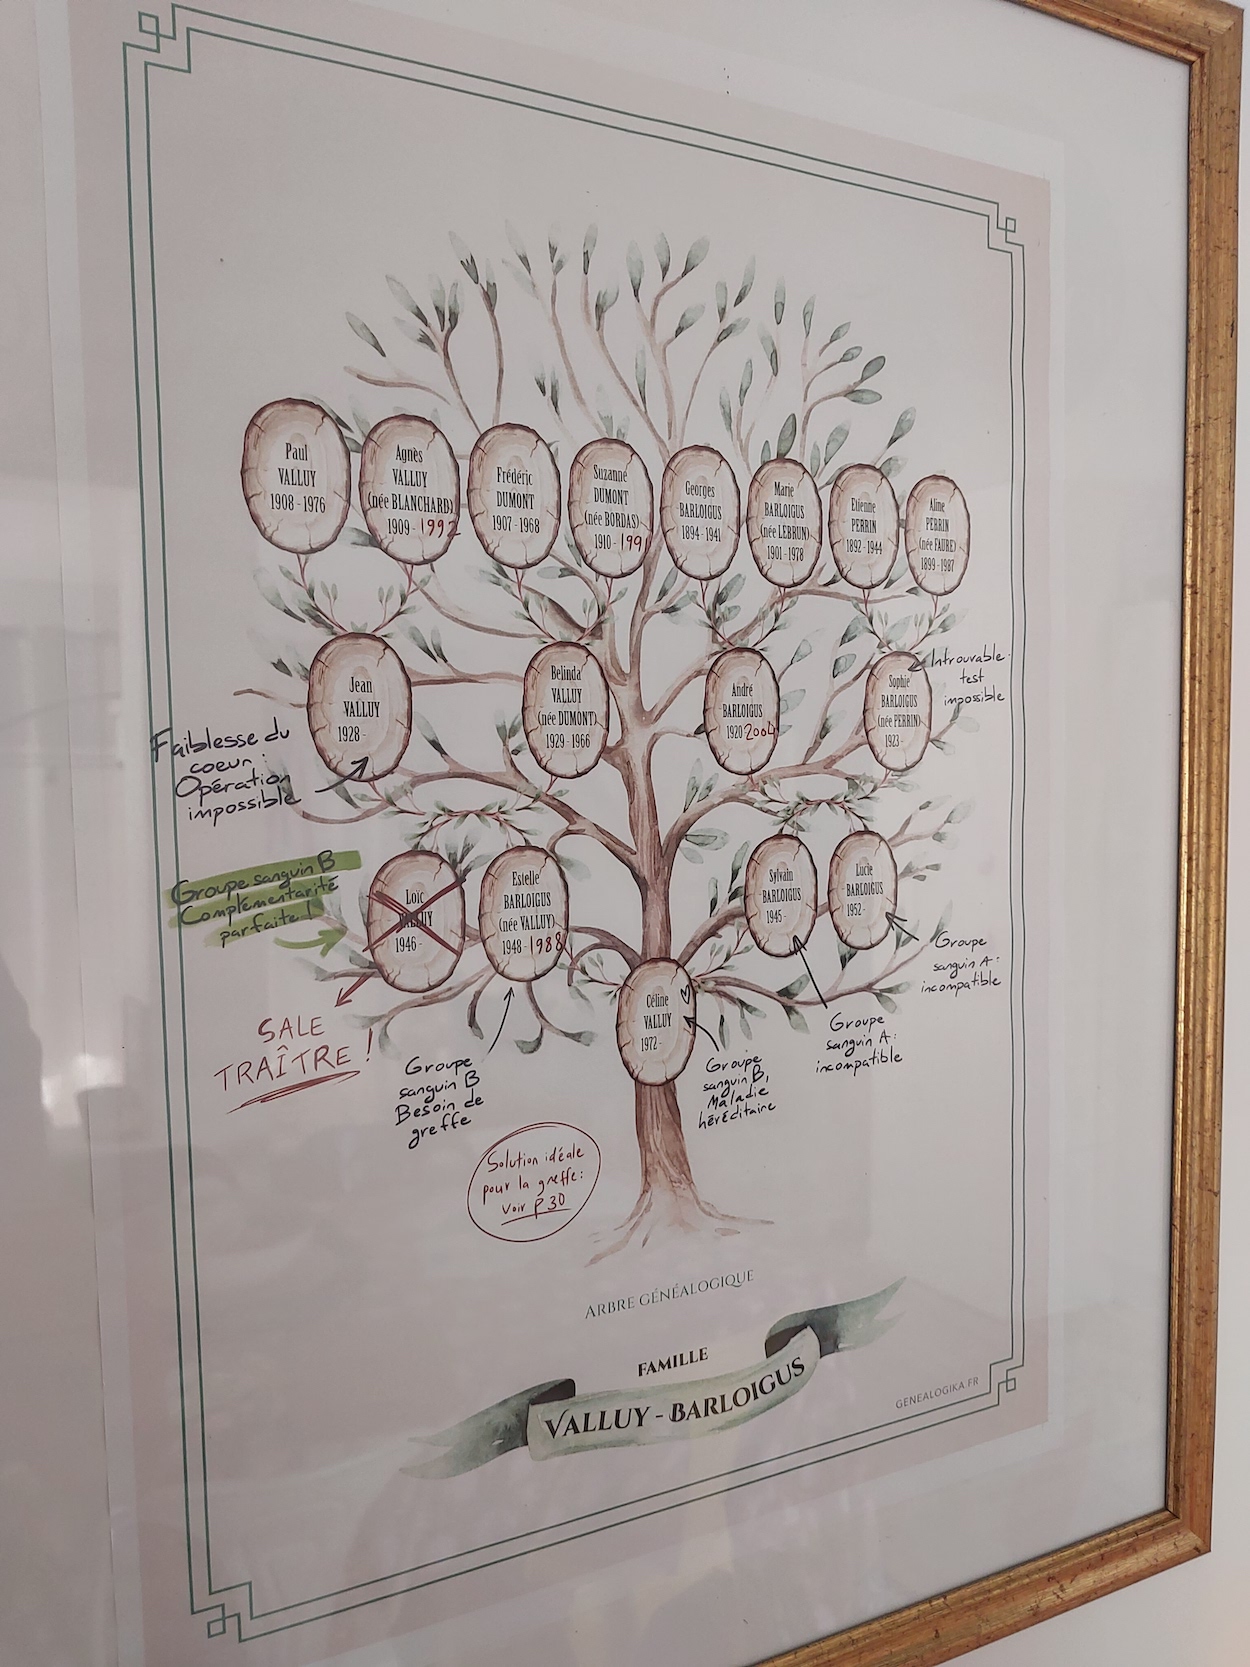 Paul
VALLUY
1908 - 1976
Agnès
VALLUY
(née BLANCHARD)
1909 - 1992
Frédéric
DUMONT
1907 - 1968
Suzanne
DUMONT
(née BORDAS)
1910 - 1991
Georges
BARLOIGUS
1894 - 1941
Marie
BARLOIGUS
(née LEBRUN)
1901 - 1978
Etienne
PERRIN
1892 - 1944
Aline
PERRIN
(née FAURE)
1899 - 1987
Jean
VALLUY
1928 -
Belinda
VALLUY
(née DUMONT)
1929 - 1966
André
BARLOIGUS
1920 2004
Sophie
BARLOIGUS
(née PERRIN)
1923 -
Introuvable :
test
impossible
Faiblesse du
coeur :
Opération
impossible
Groupe sanguin B
Complémentarité
parfaite !
Loïc
VALLUY
1946 -
Estelle
BARLOIGUS
(née VALLUY)
1948 - 1988
Sylvain
BARLOIGUS
1945 -
Lucie
BARLOIGUS
1952 -
Groupe
sanguin A :
incompatible
Céline
VALLUY
1972 -
SALE
TRAÎTRE !
Groupe
sanguin B
Besoin de
greffe
Groupe
sanguin B,
Maladie
héréditaire
Groupe
sanguin A :
incompatible
Solution idéale
pour la greffe :
Voir P 30
ARBRE GÉNÉALOGIQUE
FAMILLE
VALLUY - BARLOIGUS
GENEALOGIKA.FR